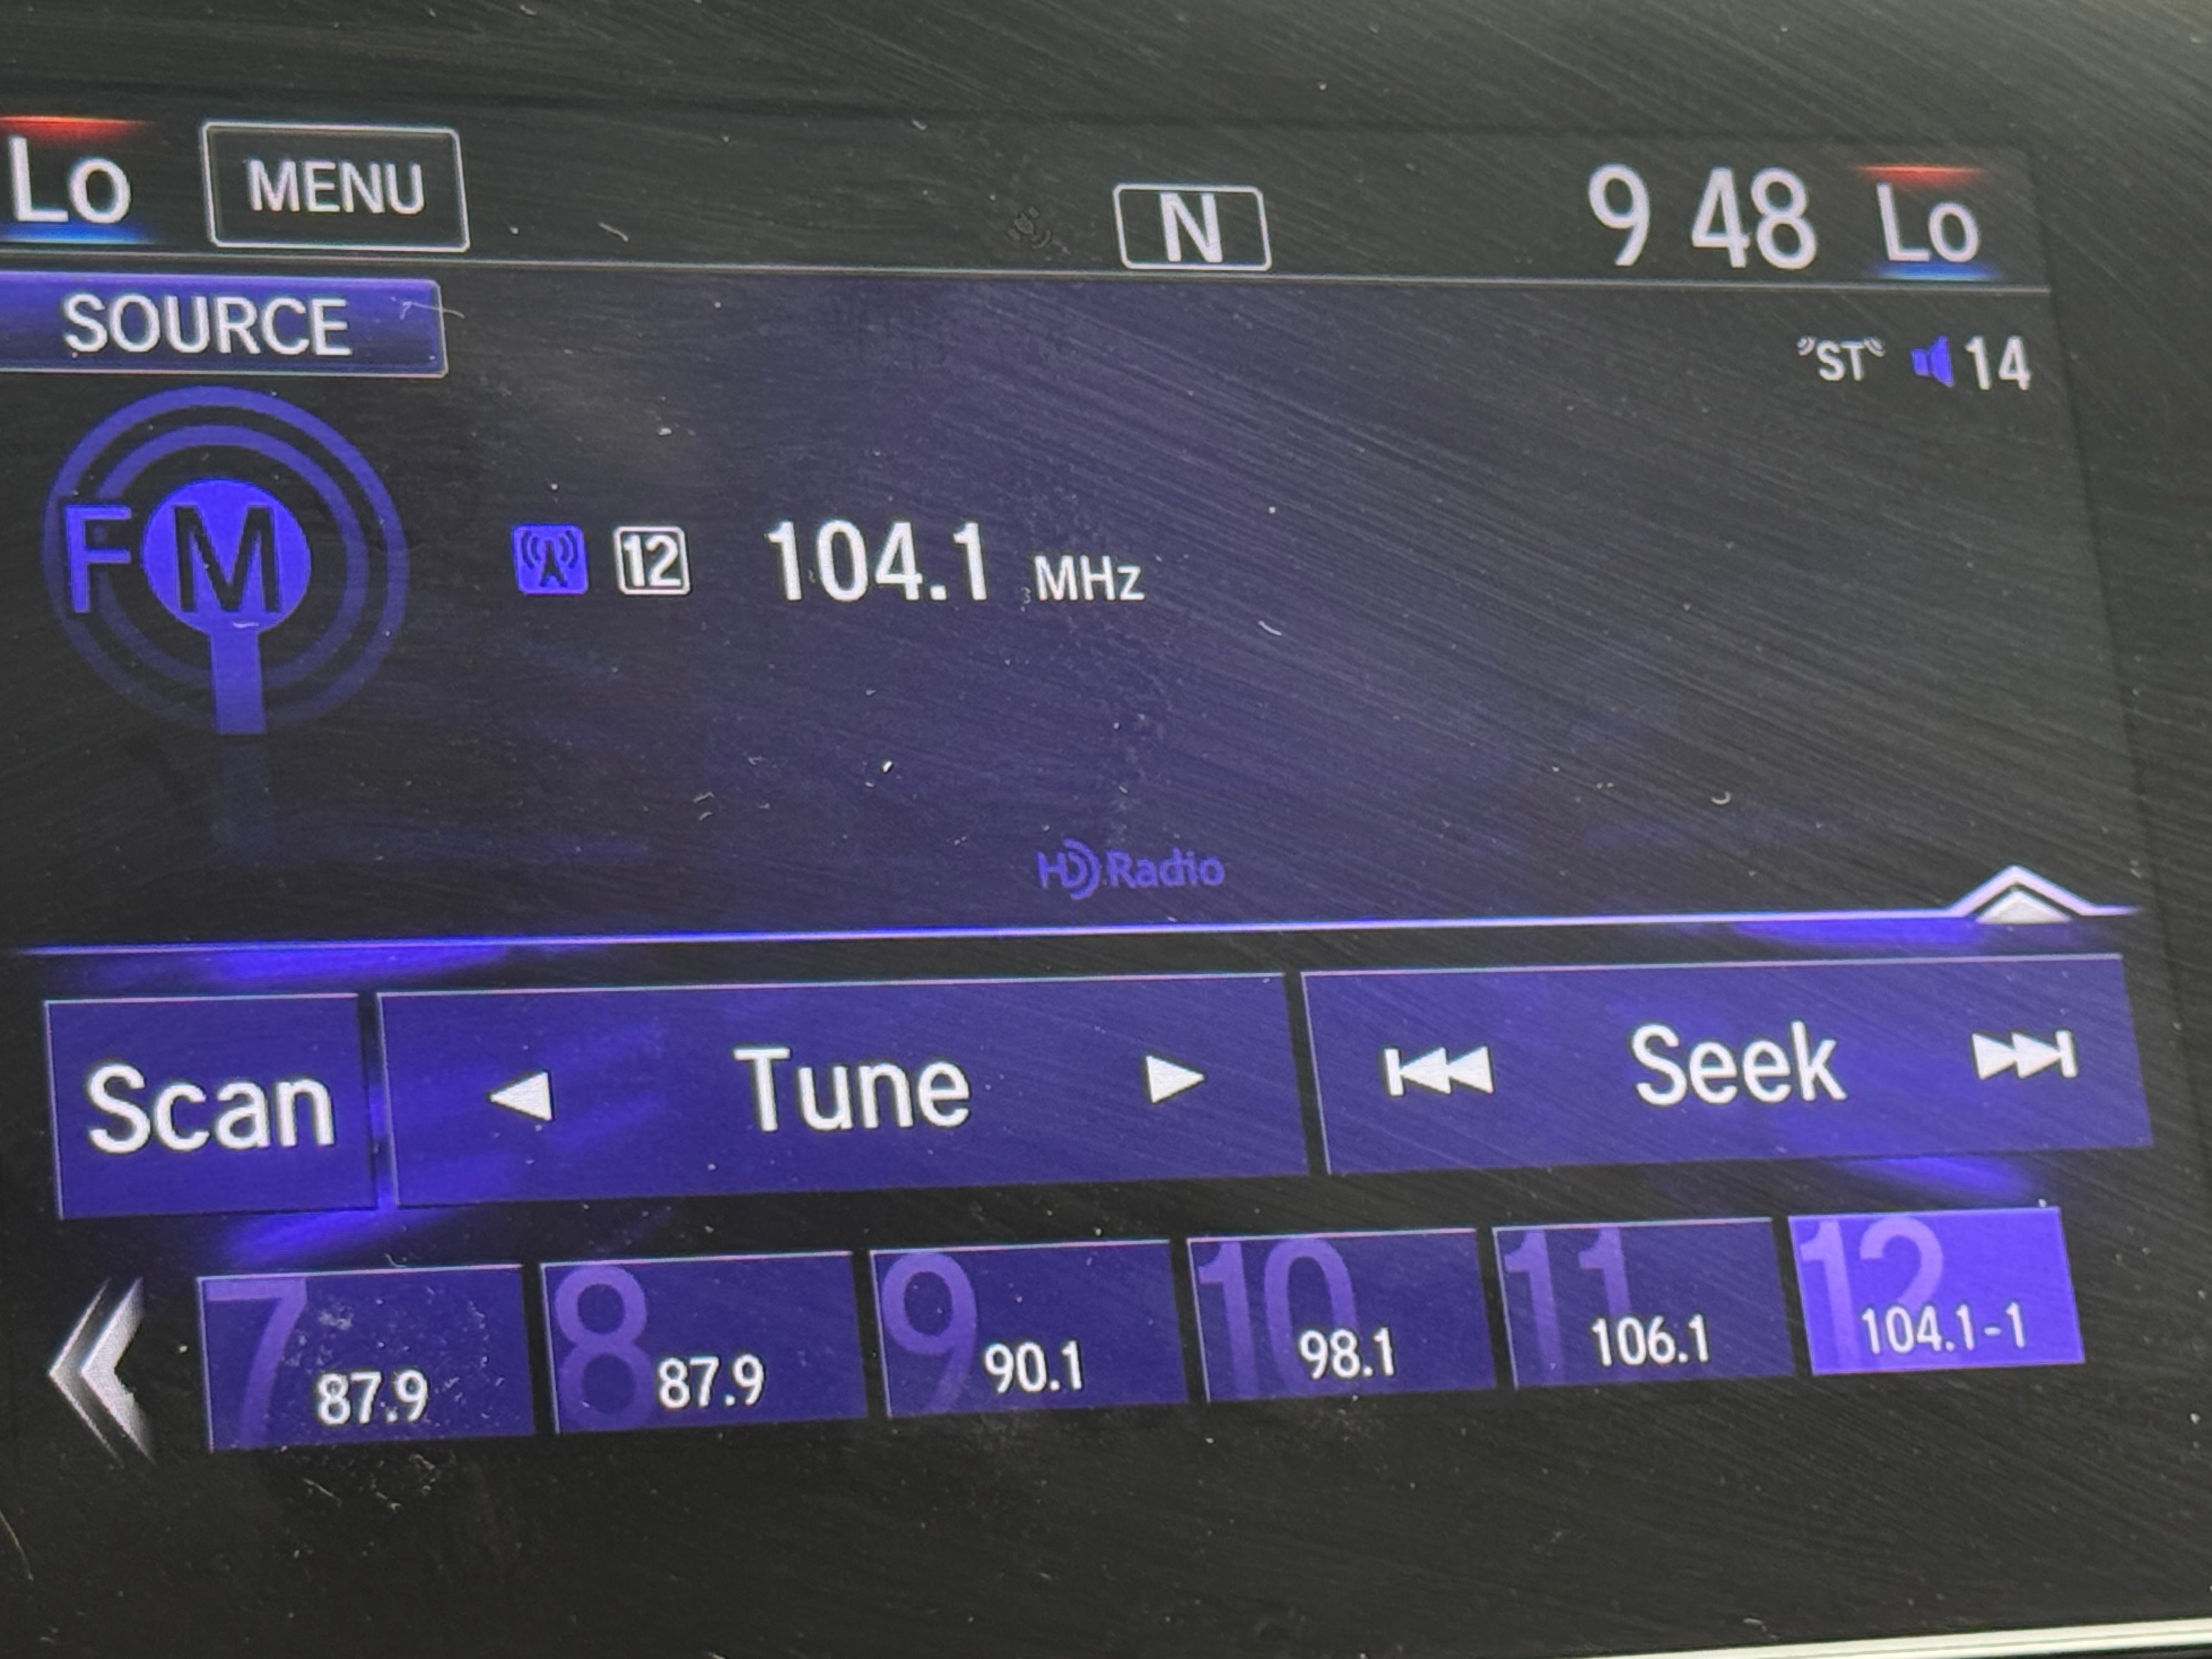 Lo MENU N 9 48 Lo
SOURCE
ST 14
FM 12 104.1 MHz
HD Radio
Scan Tune Seek
7 87.9 8 87.9 9 90.1 10 98.1 11 106.1 12 104.1-1